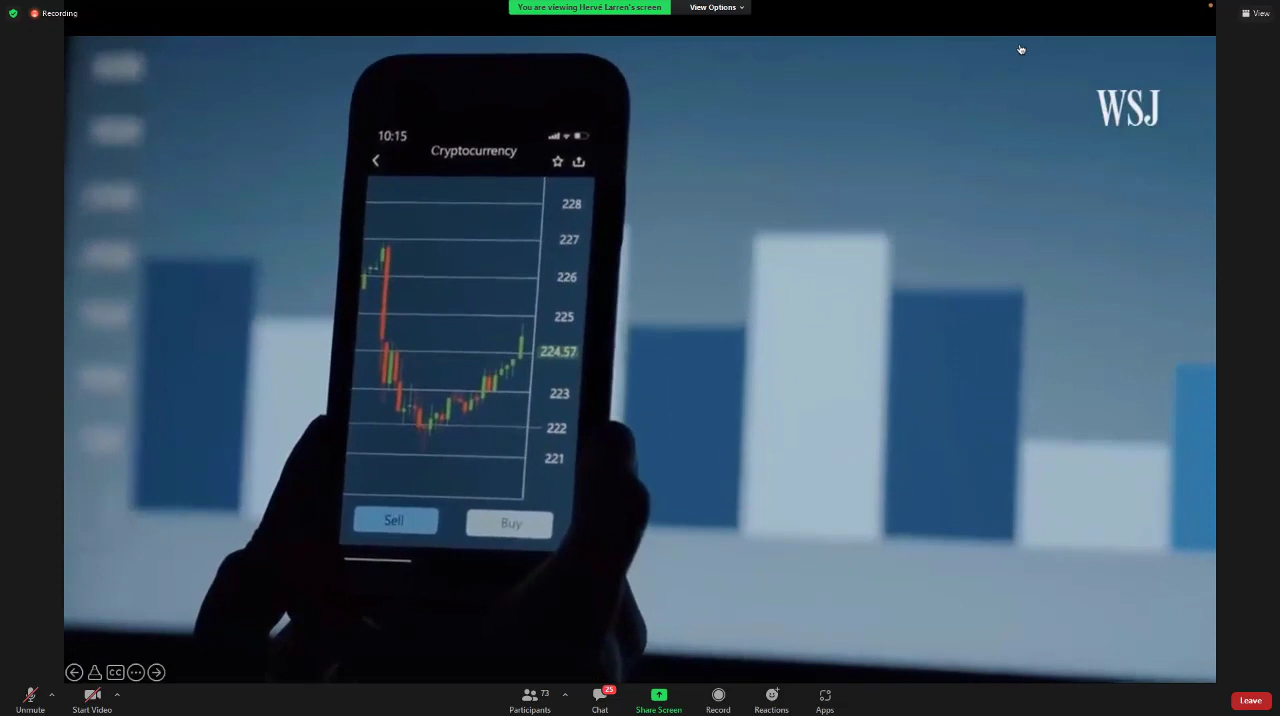 Recording
You are viewing Hervé Larren's screen
View Options
View
WSJ
10:15
Cryptocurrency
228
227
226
225
224.57
223
222
221
Sell
Buy
CC
Unmute
Start Video
73
Participants
25
Chat
Share Screen
Record
Reactions
Apps
Leave